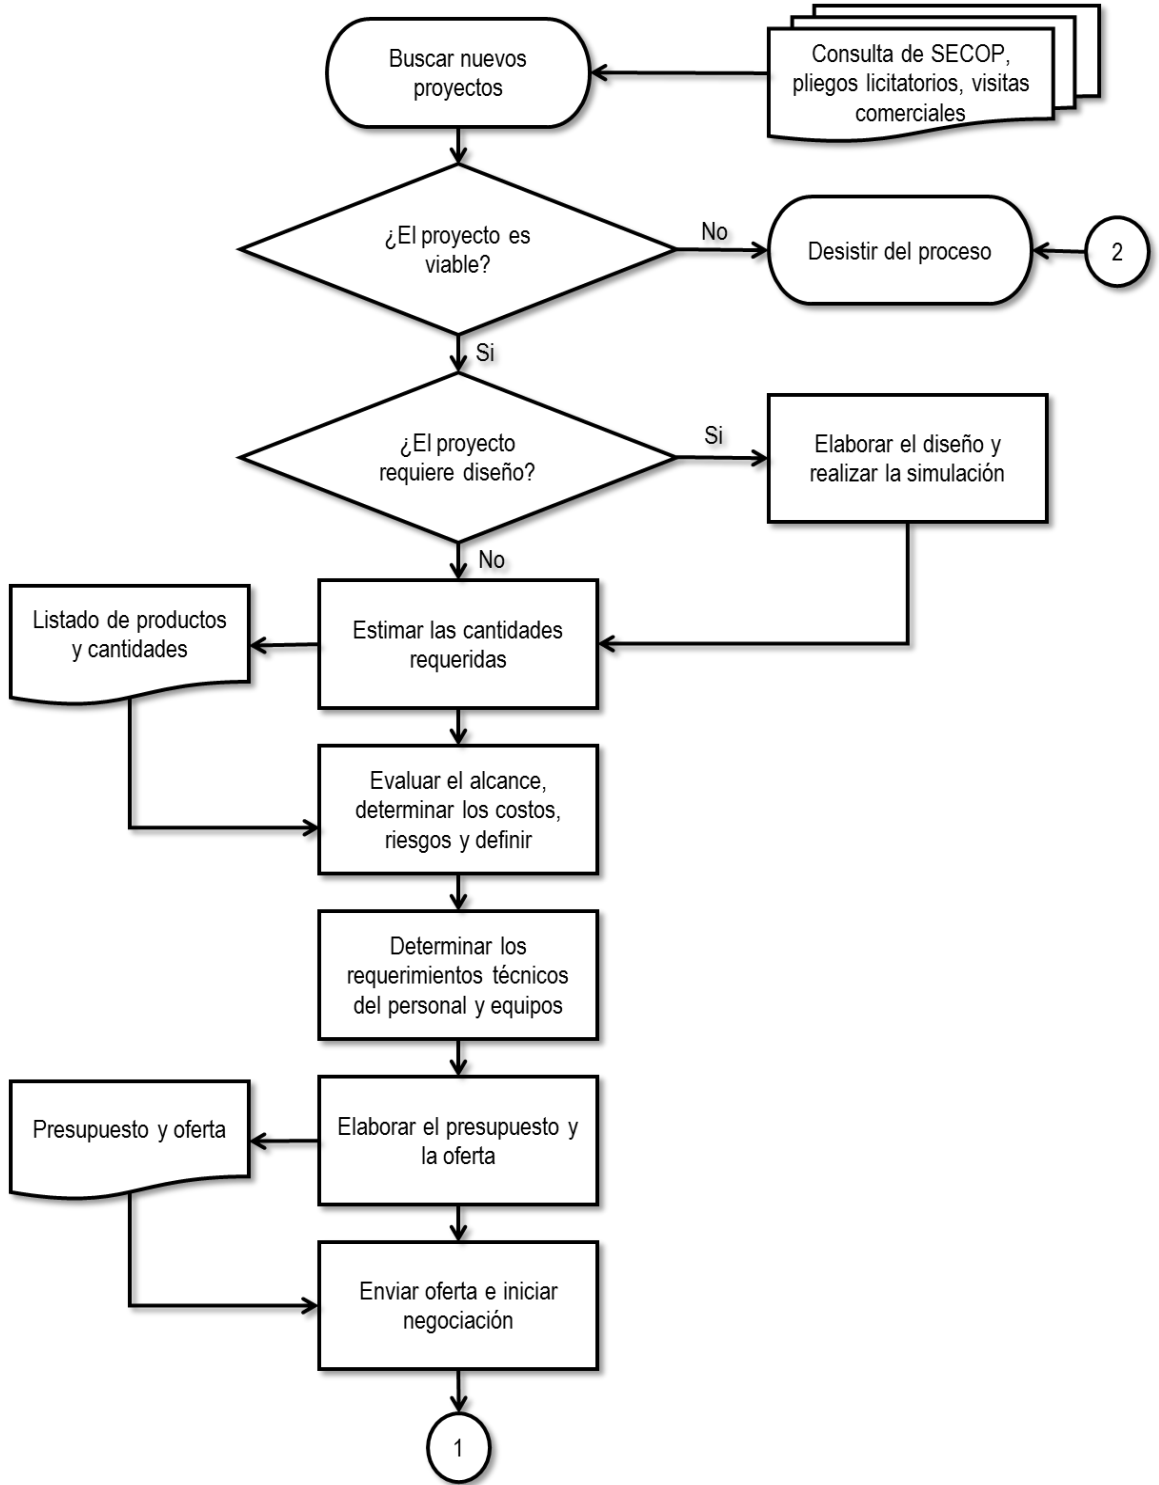 Buscar nuevos
proyectos
Consulta de SECOP,
pliegos licitatorios, visitas
comerciales
¿El proyecto es
viable?
No
Desistir del proceso
2
Si
¿El proyecto
requiere diseño?
Si
Elaborar el diseño y
realizar la simulación
No
Listado de productos
y cantidades
Estimar las cantidades
requeridas
Evaluar el alcance,
determinar los costos,
riesgos y definir
Determinar los
requerimientos técnicos
del personal y equipos
Presupuesto y oferta
Elaborar el presupuesto y
la oferta
Enviar oferta e iniciar
negociación
1